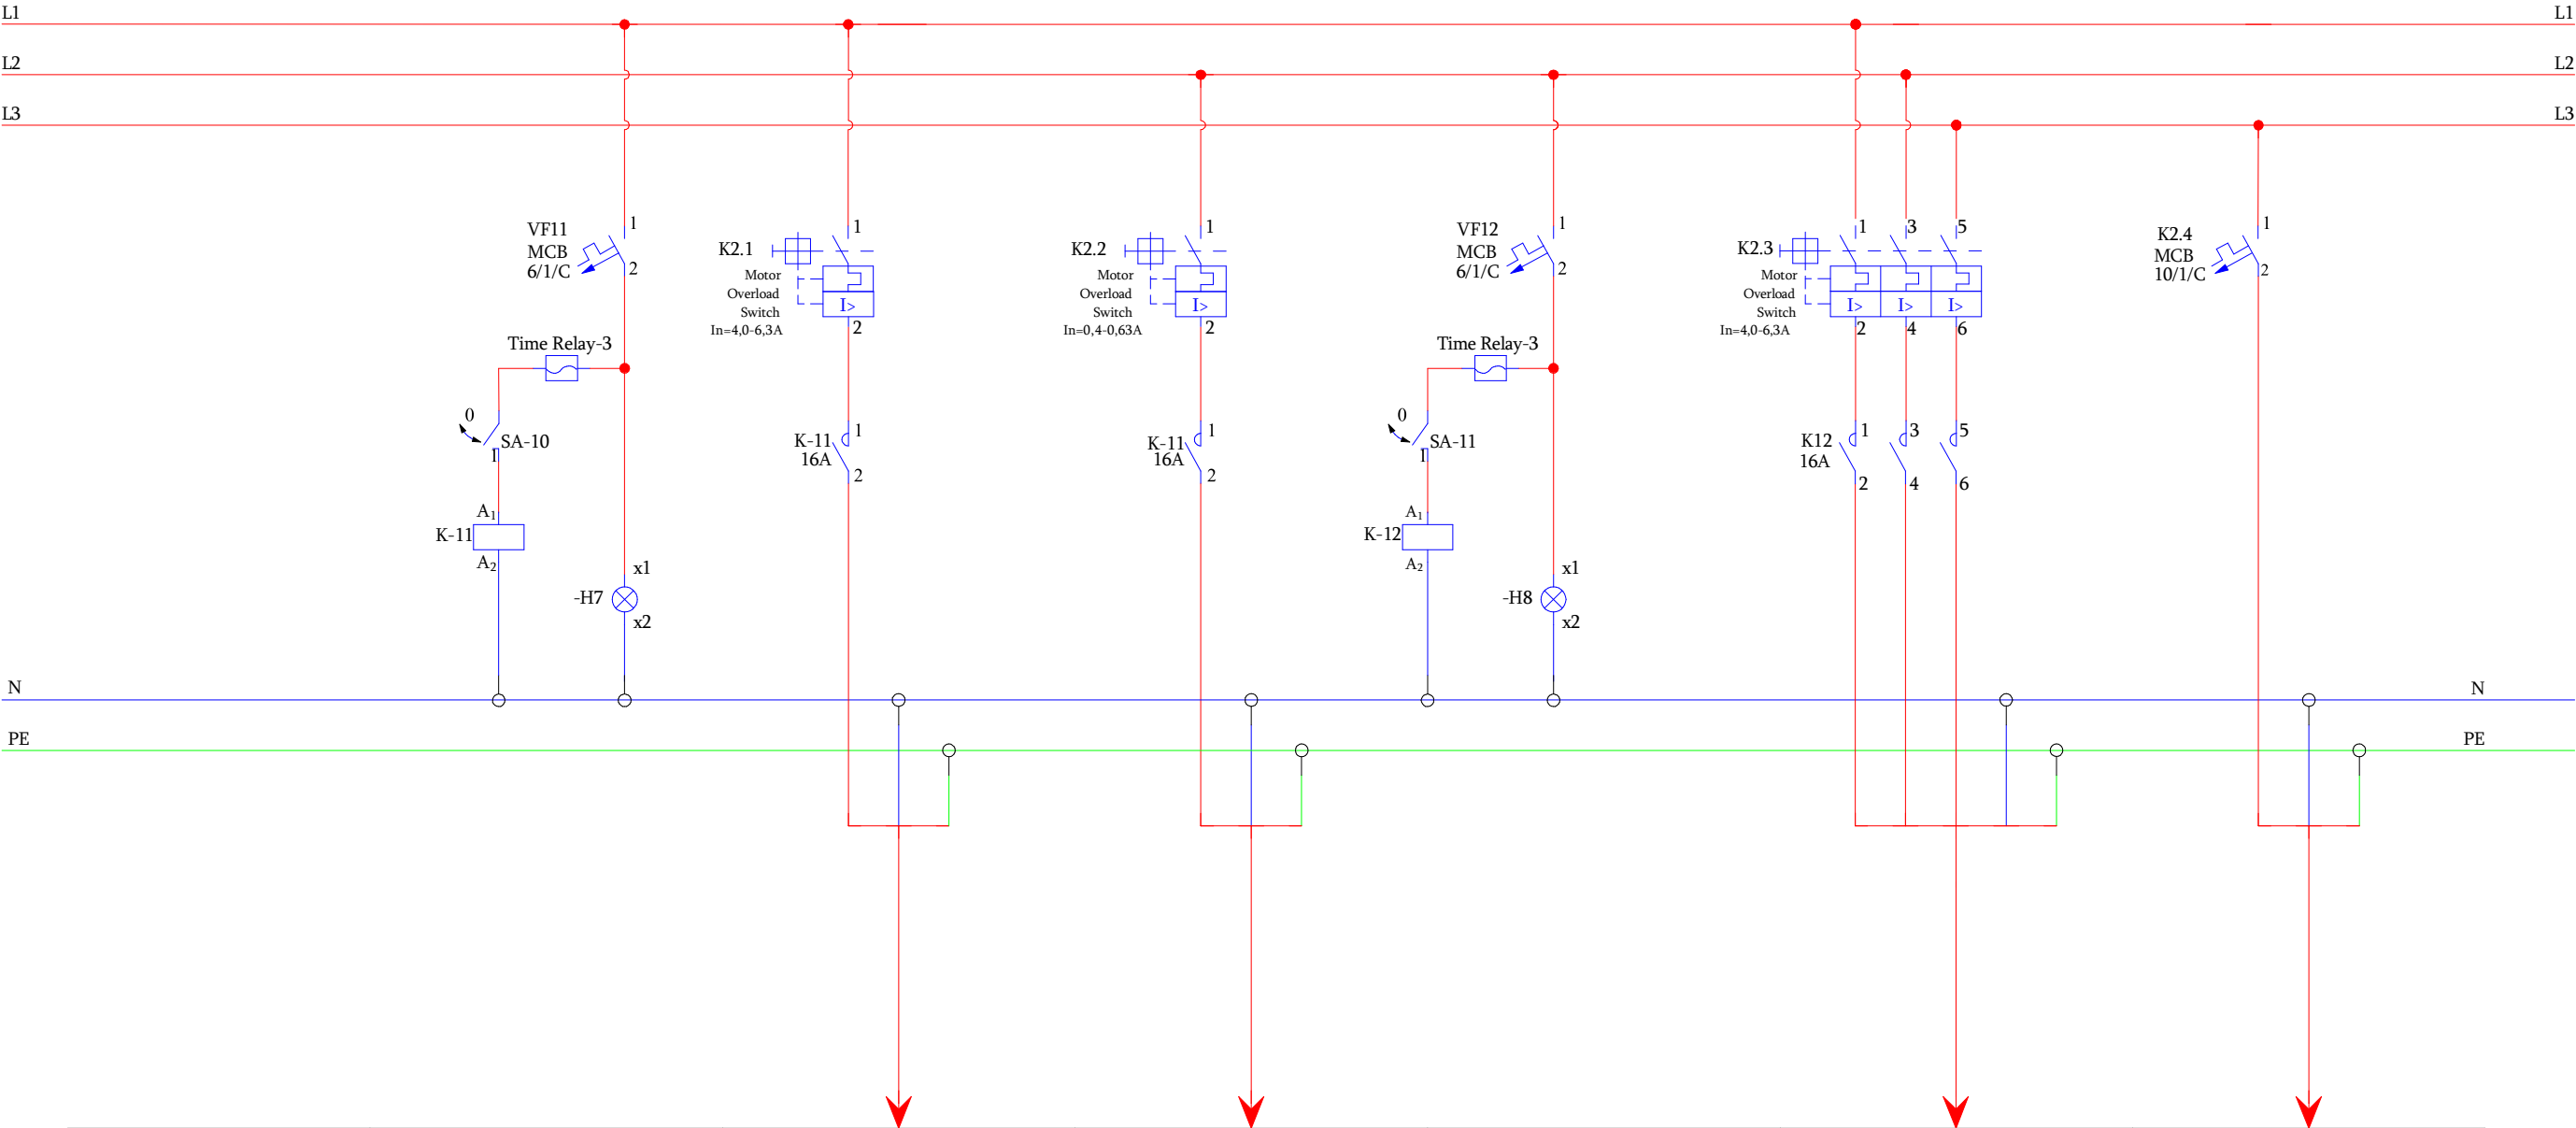 L1
L1
L2
L2
L3
L3
VF11
MCB
6/1/C
1
2
K2.1
Motor
Overload
Switch
In=4,0-6,3A
1
I>
2
K2.2
Motor
Overload
Switch
In=0,4-0,63A
1
I>
2
VF12
MCB
6/1/C
1
2
K2.3
Motor
Overload
Switch
In=4,0-6,3A
1
3
5
I>
I>
I>
2
4
6
K2.4
MCB
10/1/C
1
2
Time Relay-3
0
SA-10
1
K-11
16A
1
2
K-11
16A
1
2
Time Relay-3
0
SA-11
1
K12
16A
1
3
5
2
4
6
A1
K-11
A2
x1
-H7
x2
A1
K-12
A2
x1
-H8
x2
N
N
PE
PE